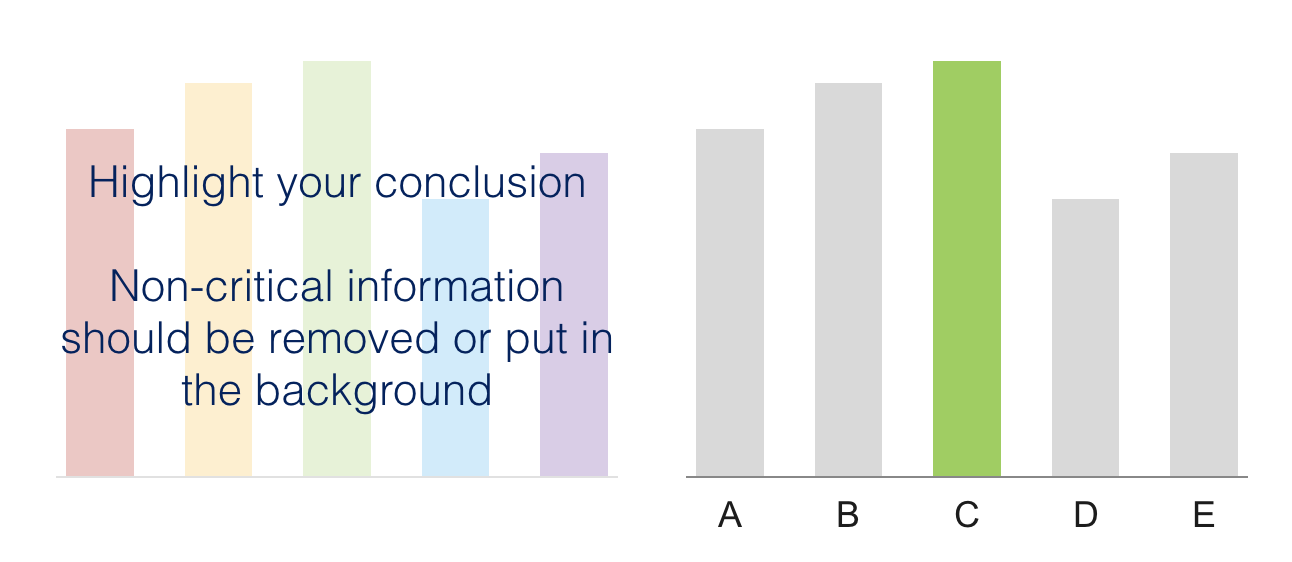 Highlight your conclusion
Non-critical information
should be removed or put in
the background
A B C D E